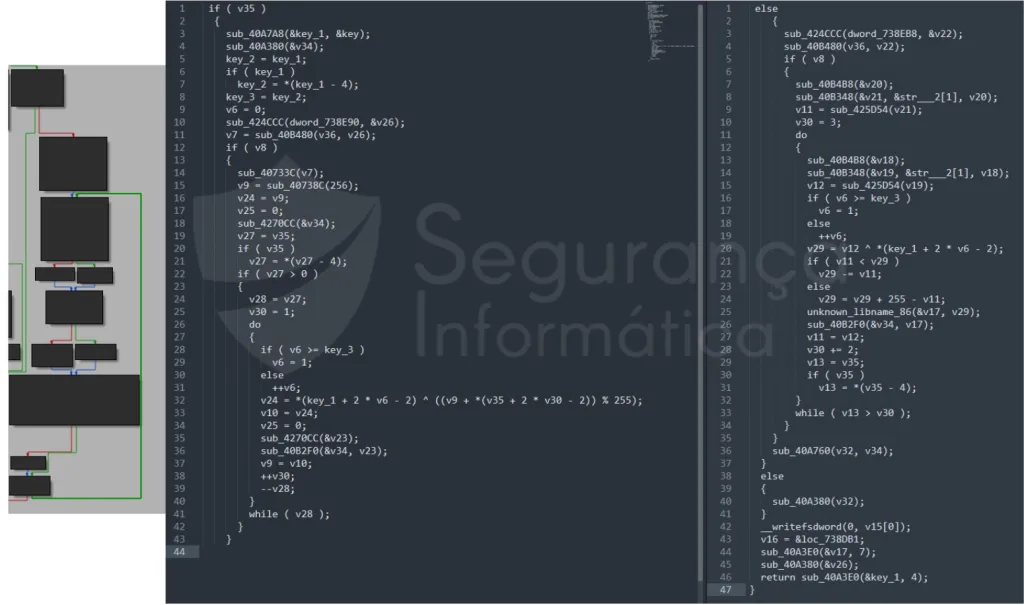 1 if ( v35 )
2 {
3 sub_40A7A8(&key_1, &key);
4 sub_40A380(&v34);
5 key_2 = key_1;
6 if ( key_1 )
7 key_2 = *(key_1 - 4);
8 key_3 = key_2;
9 v6 = 0;
10 sub_424CCC(dword_738E90, &v26);
11 v7 = sub_40B480(v36, v26);
12 if ( v8 )
13 {
14 sub_40733C(v7);
15 v9 = sub_40738C(256);
16 v24 = v9;
17 v25 = 0;
18 sub_4270CC(&v34);
19 v27 = v35;
20 if ( v35 )
21 v27 = *(v27 - 4);
22 if ( v27 > 0 )
23 {
24 v28 = v27;
25 v30 = 1;
26 do
27 {
28 if ( v6 >= key_3 )
29 v6 = 1;
30 else
31 ++v6;
32 v24 = *(key_1 + 2 * v6 - 2) ^ ((v9 + *(v35 + 2 * v30 - 2)) % 255);
33 v10 = v24;
34 v25 = 0;
35 sub_4270CC(&v23);
36 sub_40B2F0(&v34, v23);
37 v9 = v10;
38 ++v30;
39 --v28;
40 }
41 while ( v28 );
42 }
43 }
44
1 else
2 {
3 sub_424CCC(dword_738EB8, &v22);
4 sub_40B480(v36, v22);
5 if ( v8 )
6 {
7 sub_40B4B8(&v20);
8 sub_40B348(&v21, &str___2[1], v20);
9 v11 = sub_425D54(v21);
10 v30 = 3;
11 do
12 {
13 sub_40B4B8(&v18);
14 sub_40B348(&v19, &str___2[1], v18);
15 v12 = sub_425D54(v19);
16 if ( v6 >= key_3 )
17 v6 = 1;
18 else
19 ++v6;
20 v29 = v12 ^ *(key_1 + 2 * v6 - 2);
21 if ( v11 < v29 )
22 v29 -= v11;
23 else
24 v29 = v29 + 255 - v11;
25 unknown_libname_86(&v17, v29);
26 sub_40B2F0(&v34, v17);
27 v11 = v12;
28 v30 += 2;
29 v13 = v35;
30 if ( v35 )
31 v13 = *(v35 - 4);
32 }
33 while ( v13 > v30 );
34 }
35 }
36 sub_40A760(v32, v34);
37 }
38 else
39 {
40 sub_40A380(v32);
41 }
42 __writefsdword(0, v15[0]);
43 v16 = &loc_738DB1;
44 sub_40A3E0(&v17, 7);
45 sub_40A380(&v26);
46 return sub_40A3E0(&key_1, 4);
47 }
Segurança
Informática